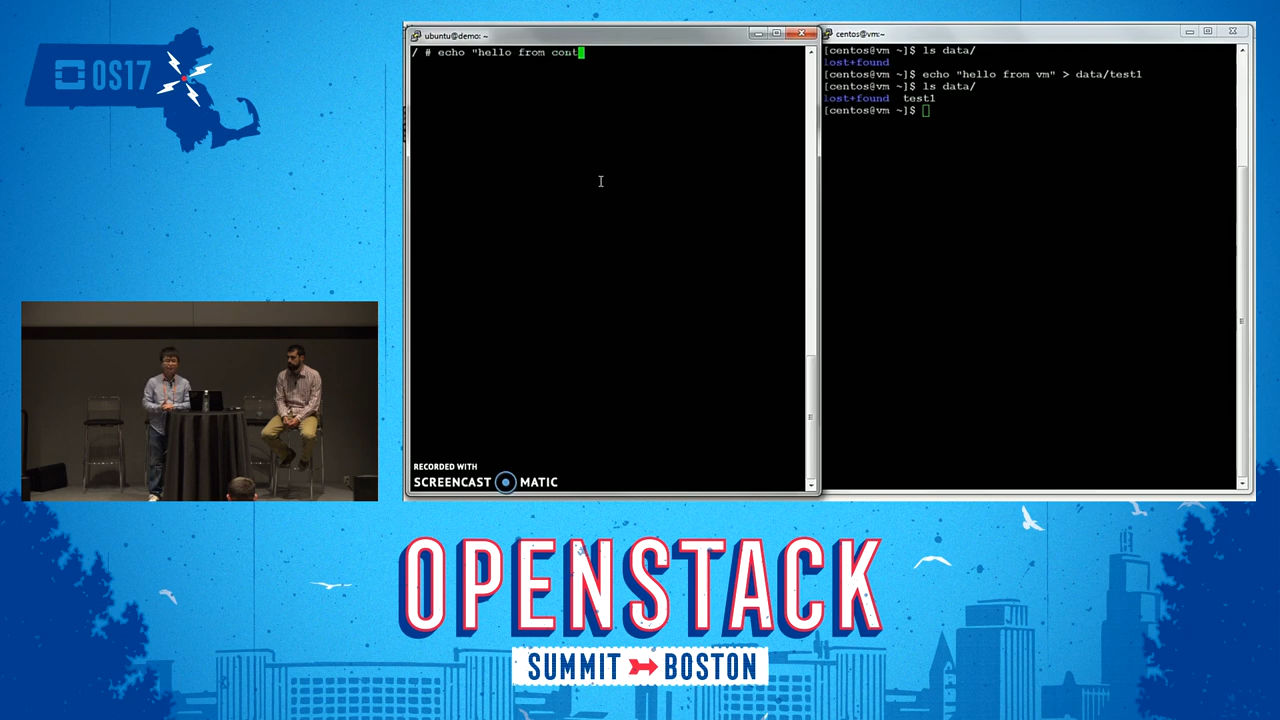 OS17
ubuntu@demo: ~
/ # echo "hello from cont
RECORDED WITH
SCREENCAST MATIC
centos@vm:~
[centos@vm ~]$ ls data/
lost+found
[centos@vm ~]$ echo "hello from vm" > data/test1
[centos@vm ~]$ ls data/
lost+found test1
[centos@vm ~]$
OPENSTACK
SUMMIT BOSTON